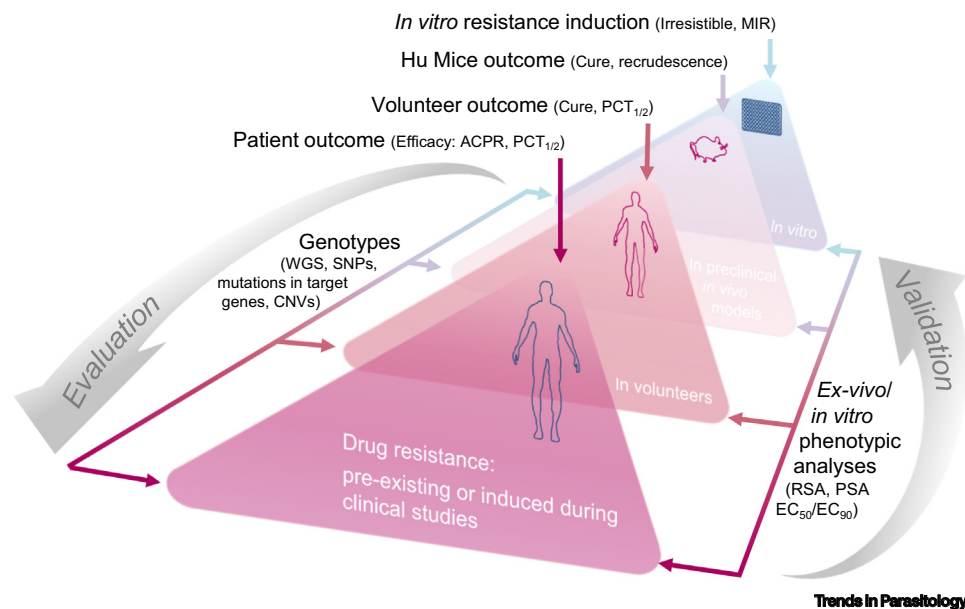 In vitro resistance induction (Irresistible, MIR)
Hu Mice outcome (Cure, recrudescence)
Volunteer outcome (Cure, PCT1/2)
Patient outcome (Efficacy: ACPR, PCT1/2)
Evaluation
Genotypes
(WGS, SNPs,
mutations in target
genes, CNVs)
In vitro
In preclinical
in vivo
models
In volunteers
Drug resistance:
pre-existing or induced during
clinical studies
Validation
Ex-vivo/
in vitro
phenotypic
analyses
(RSA, PSA
EC50/EC90)
Trends in Parasitology